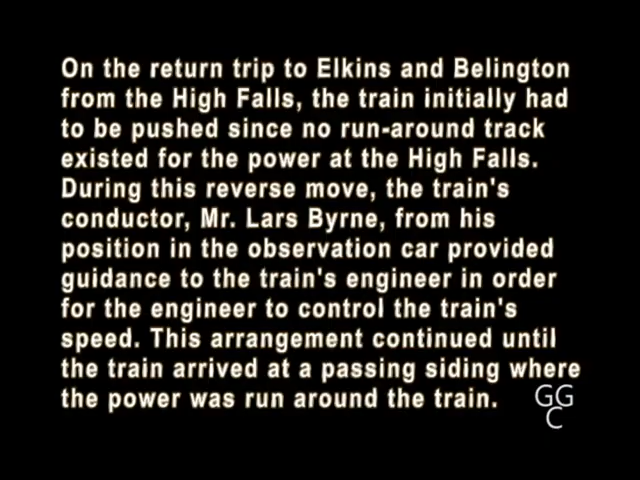 On the return trip to Elkins and Belington
from the High Falls, the train initially had
to be pushed since no run-around track
existed for the power at the High Falls.
During this reverse move, the train's
conductor, Mr. Lars Byrne, from his
position in the observation car provided
guidance to the train's engineer in order
for the engineer to control the train's
speed. This arrangement continued until
the train arrived at a passing siding where
the power was run around the train.
GG
C